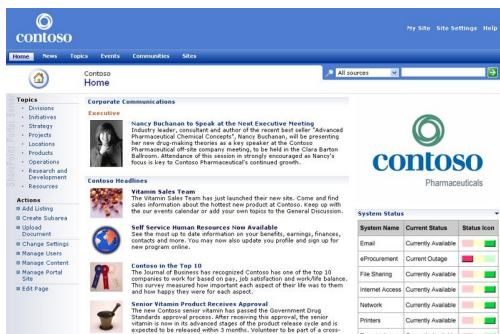 contoso
My Site Site Settings Help
Home News Topics Events Communities Sites
Contoso
Home
All sources
Topics
Divisions
Initiatives
Strategy
Projects
Locations
Products
Operations
Research and
Development
Resources
Actions
Add Listing
Create Subarea
Upload
Document
Change Settings
Manage Users
Manage Content
Manage Portal
Site
Edit Page
Corporate Communications
Executive
Nancy Buchanan to Speak at the Next Executive Meeting
Industry leader, consultant and author of the recent best seller "Advanced
Pharmaceutical Chemical Concepts", Nancy Buchanan, will be presenting
her new drug-making theories as a key speaker at the Contoso
Pharmaceutical off-site company meeting, to be held in the Clara Barton
Ballroom. Attendance of this session in strongly encouraged as Nancy's
focus is key to Contoso Pharmaceutical's continued growth.
Contoso Headlines
Vitamin Sales Team
The Vitamin Sales Team has just launched their new site. Come and find
sales information about the hottest new product at Contoso. Keep up with
the our events calendar or add your own topics to the General Discussion.
Self Service Human Resources Now Available
See the most up to date information on your benefits, earnings, finances,
contacts and more. You may now also update you profile and sign up for
new program online.
Contoso in the Top 10
The Journal of Business has recognized Contoso has one of the top 10
companies to work for based on pay, job satisfaction and work/life balance.
This survey measured how important each aspect of their life was to them
and how happy they were for each aspect.
Senior Vitamin Product Receives Approval
The new Contoso senior vitamin has passed the Government Drug
Standards approval process. After receiving this approval, the senior
vitamin is now in its advanced stages of the product release cycle and is
expected to be released within 3 months. Volunteer to be part of a cross-
contoso
Pharmaceuticals
System Status
System Name Current Status Status Icon
Email Currently Available
eProcurement Current Outage
File Sharing Currently Available
Internet Access Currently Available
Network Currently Available
Printers Currently Available